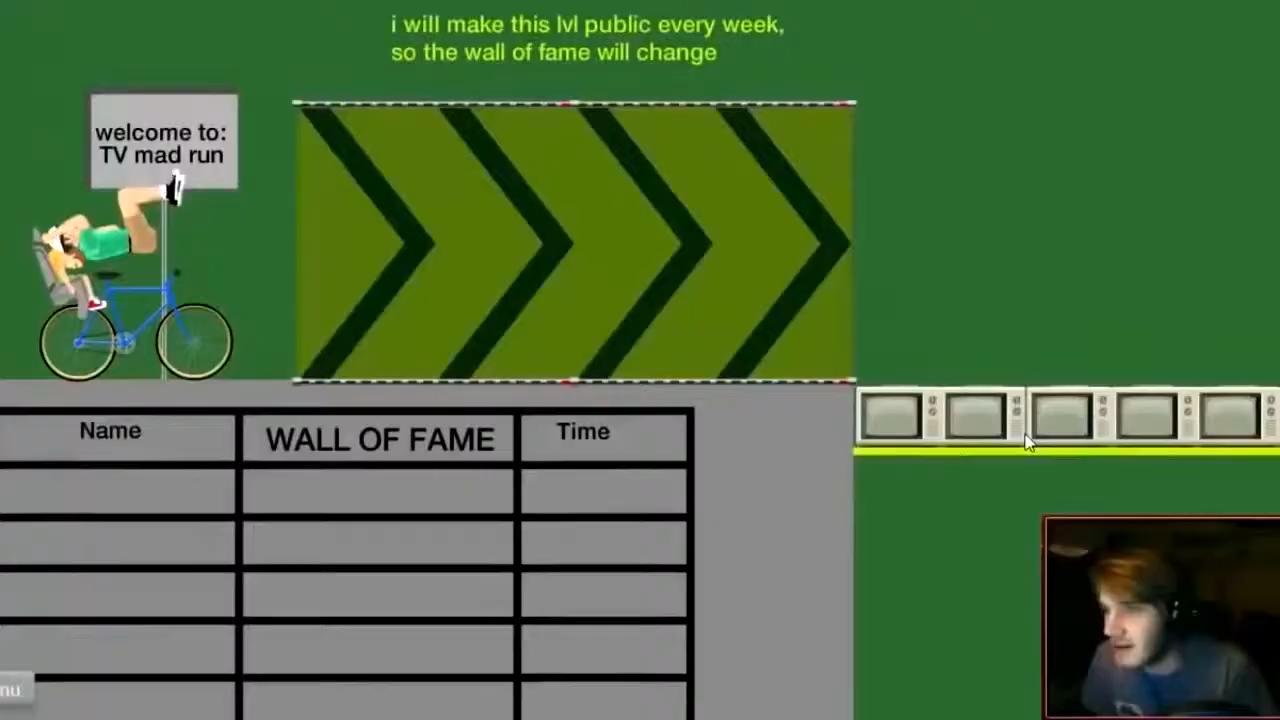 i will make this lvl public every week,
so the wall of fame will change
welcome to:
TV mad run
Name
WALL OF FAME
Time
nu